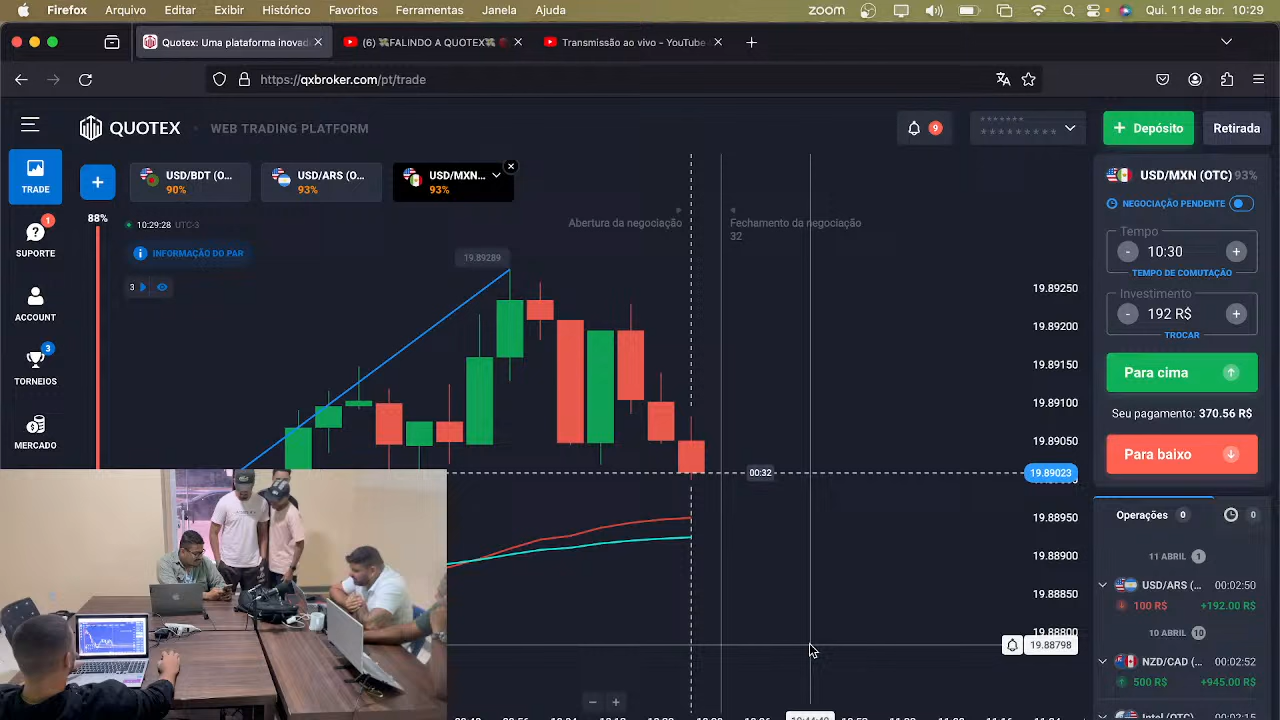 Firefox Arquivo Editar Exibir Histórico Favoritos Ferramentas Janela Ajuda zoom Qui. 11 de abr. 10:29
Quotex: Uma plataforma inovad (6) FALINDO A QUOTEX Transmissão ao vivo - YouTube
https://qxbroker.com/pt/trade
QUOTEX WEB TRADING PLATFORM 9 ******* ********* + Depósito Retirada
TRADE
USD/BDT (O... 90%
USD/ARS (O... 93%
USD/MXN... 93%
USD/MXN (OTC) 93%
NEGOCIAÇÃO PENDENTE
88%
10:29:28 UTC-3
INFORMAÇÃO DO PAR
3
1
SUPORTE
ACCOUNT
3
TORNEIOS
MERCADO
Abertura da negociação
Fechamento da negociação
32
19.89289
00:32
19.89250
19.89200
19.89150
19.89100
19.89050
19.89023
19.88950
19.88900
19.88850
19.88800
19.88798
Tempo
- 10:30 +
TEMPO DE COMUTAÇÃO
Investimento
- 192 R$ +
TROCAR
Para cima
Seu pagamento: 370.56 R$
Para baixo
Operações 0 0
11 ABRIL 1
USD/ARS (... 00:02:50
100 R$ +192.00 R$
10 ABRIL 10
NZD/CAD (... 00:02:52
500 R$ +945.00 R$